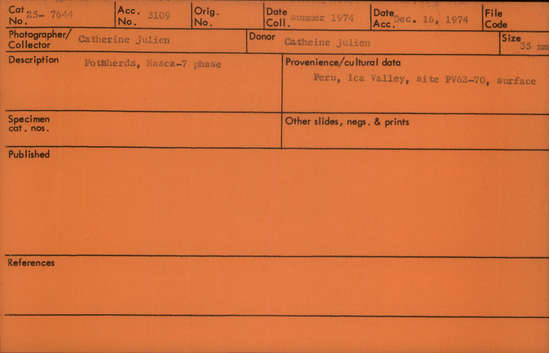 Cat. No. 25-7644 Acc. No. 3109 Orig. No. Date Coll. Summer 1974 Date Acc. Dec. 16, 1974 File Code
Photographer/Collector Catherine Julien Donor Catheine Julien Size 35 mm
Description Potsherds, Nasca-7 phase Provenience/cultural data
Peru, Ica Valley, site PV62-70, surface
Specimen cat. nos. Other slides, negs. & prints
Published
References